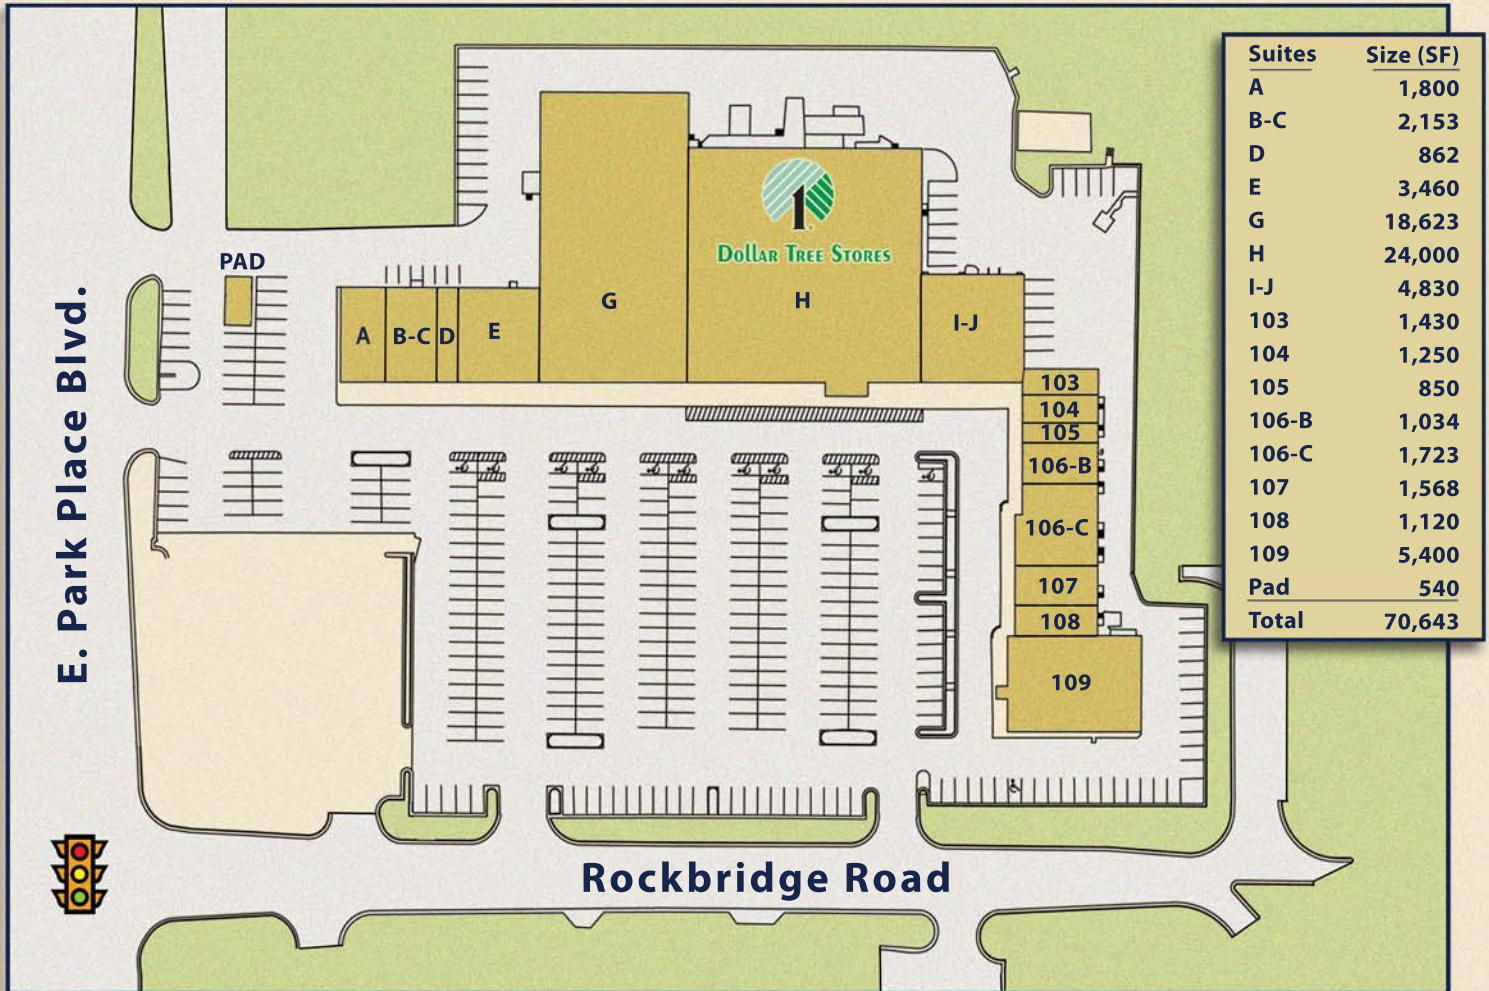 Suites Size (SF)
A 1,800
B-C 2,153
D 862
E 3,460
G 18,623
H 24,000
I-J 4,830
103 1,430
104 1,250
105 850
106-B 1,034
106-C 1,723
107 1,568
108 1,120
109 5,400
Pad 540
Total 70,643
PAD
1
Dollar Tree Stores
A
B-C
D
E
G
H
I-J
103
104
105
106-B
106-C
107
108
109
E. Park Place Blvd.
Rockbridge Road